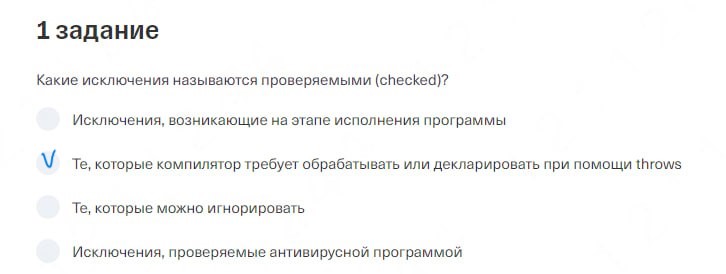 1 задание
Какие исключения называются проверяемыми (checked)?
Исключения, возникающие на этапе исполнения программы
Те, которые компилятор требует обрабатывать или декларировать при помощи throws
Те, которые можно игнорировать
Исключения, проверяемые антивирусной программой